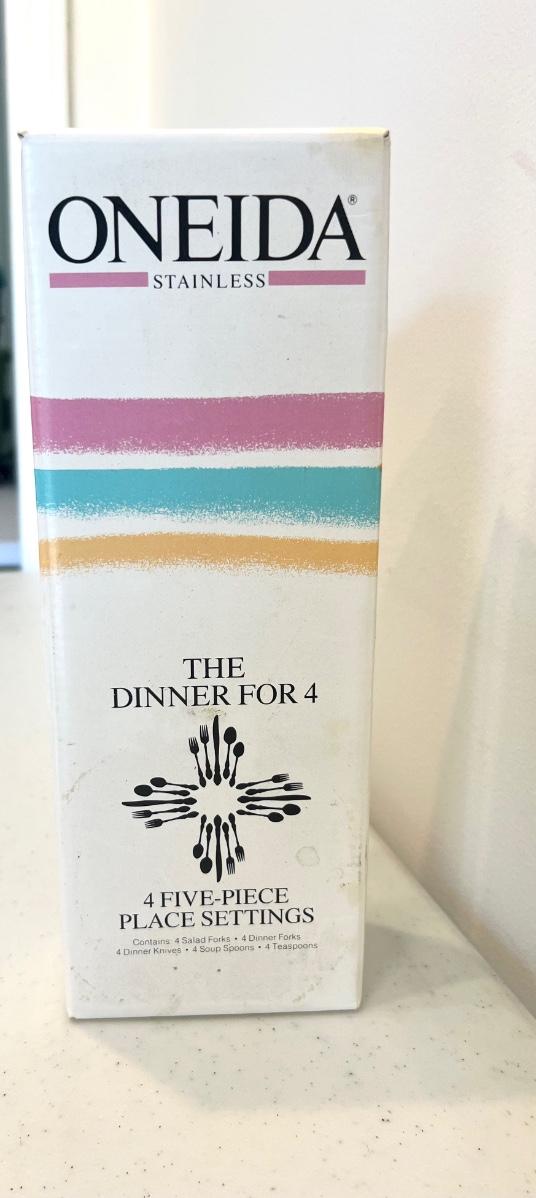 ONEIDA®
STAINLESS
THE
DINNER FOR 4
4 FIVE-PIECE
PLACE SETTINGS
Contains: 4 Salad Forks • 4 Dinner Forks
4 Dinner Knives • 4 Soup Spoons • 4 Teaspoons